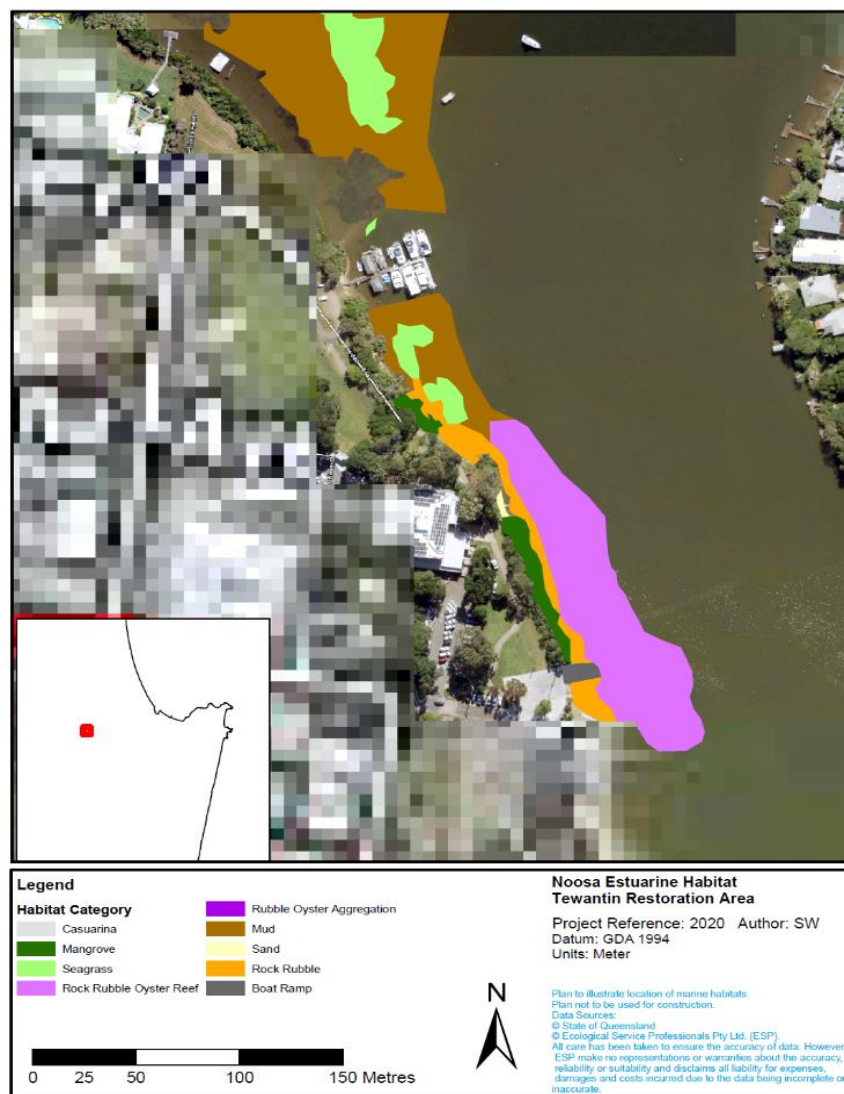 Legend
Habitat Category
Casuarina
Mangrove
Seagrass
Rock Rubble Oyster Reef
Rubble Oyster Aggregation
Mud
Sand
Rock Rubble
Boat Ramp
0 25 50 100 150 Metres
N
Noosa Estuarine Habitat
Tewantin Restoration Area
Project Reference: 2020 Author: SW
Datum: GDA 1994
Units: Meter
Plan to illustrate location of marine habitats
Plan not to be used for construction.
Data Sources:
© State of Queensland
© Ecological Service Professionals Pty Ltd. (ESP).
All care has been taken to ensure the accuracy of data. However
ESP make no representations or warranties about the accuracy,
reliability or suitability and disclaims all liability for expenses,
damages and costs incurred due to the data being incomplete or
inaccurate.